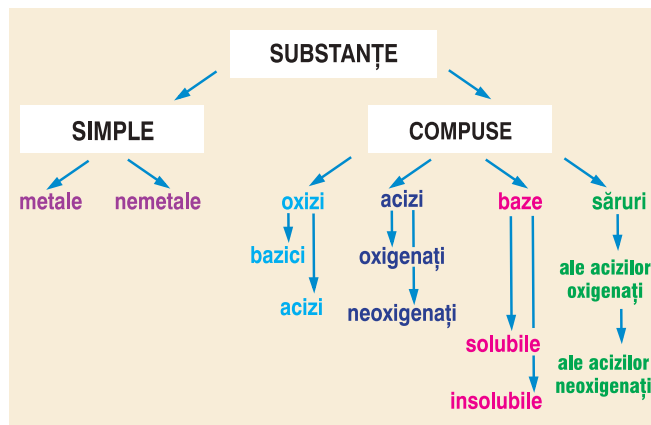 SUBSTANȚE
SIMPLE
COMPUSE
metale
nemetale
oxizi
acizi
baze
săruri
bazici
acizi
oxigenați
neoxigenați
solubile
insolubile
ale acizilor
oxigenați
ale acizilor
neoxigenați